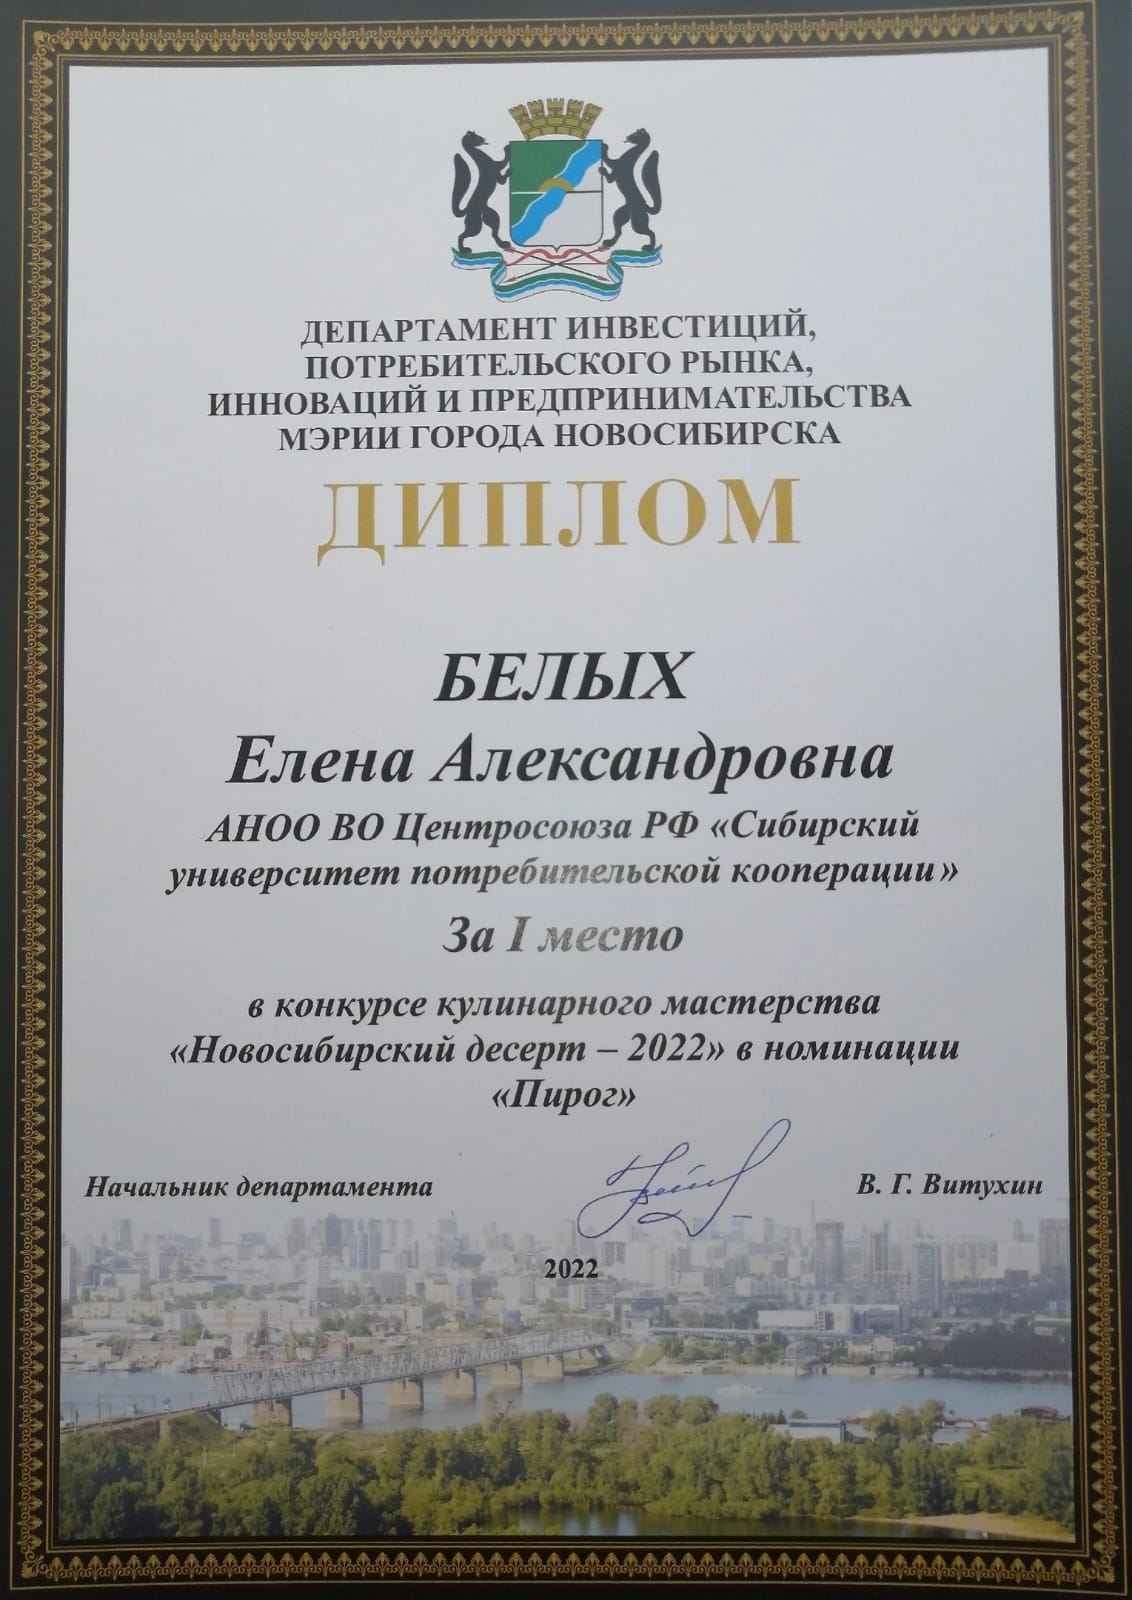 ДЕПАРТАМЕНТ ИНВЕСТИЦИЙ,
ПОТРЕБИТЕЛЬСКОГО РЫНКА,
ИННОВАЦИЙ И ПРЕДПРИНИМАТЕЛЬСТВА
МЭРИИ ГОРОДА НОВОСИБИРСКА
ДИПЛОМ
БЕЛЫХ
Елена Александровна
АНОО ВО Центросоюза РФ «Сибирский
университет потребительской кооперации»
За I место
в конкурсе кулинарного мастерства
«Новосибирский десерт – 2022» в номинации
«Пирог»
Начальник департамента В. Г. Витухин
2022